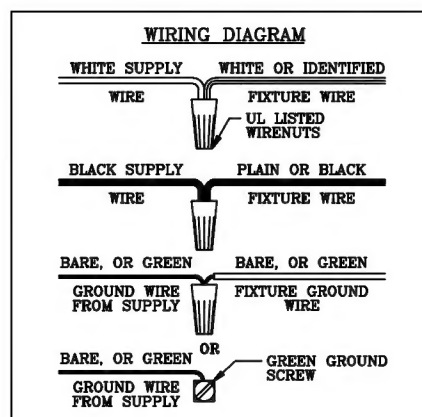 WIRING DIAGRAM
WHITE SUPPLY WHITE OR IDENTIFIED
WIRE FIXTURE WIRE
UL LISTED
WIRENUTS
BLACK SUPPLY PLAIN OR BLACK
WIRE FIXTURE WIRE
BARE, OR GREEN BARE, OR GREEN
GROUND WIRE FIXTURE GROUND
FROM SUPPLY WIRE
OR
BARE, OR GREEN GREEN GROUND
SCREW
GROUND WIRE
FROM SUPPLY